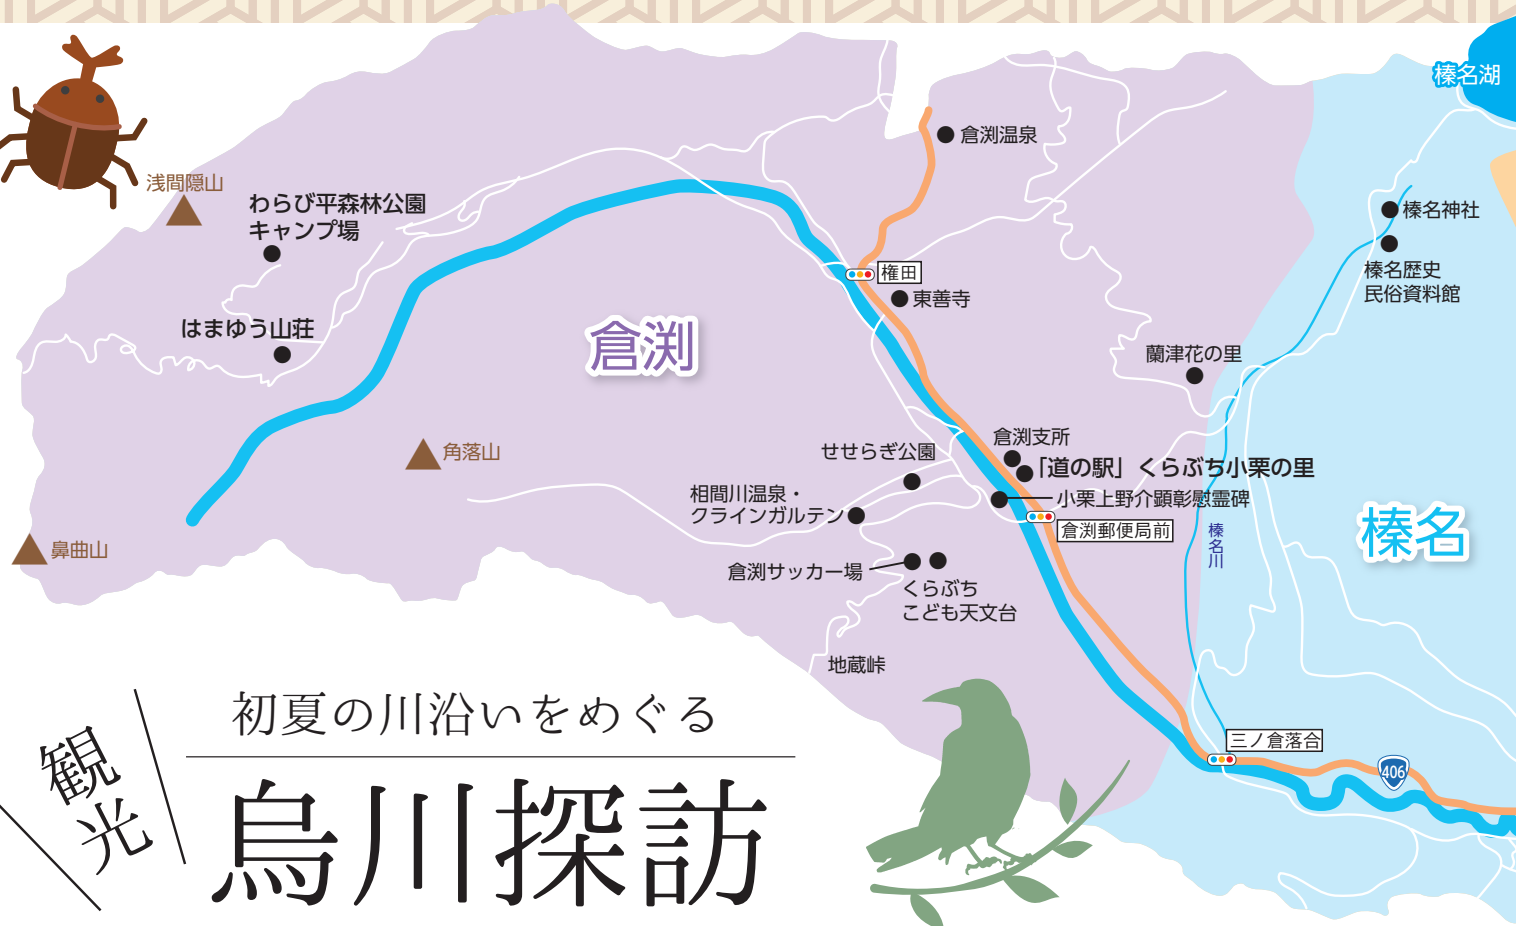 榛名湖
倉渕温泉
浅間隠山
わらび平森林公園
キャンプ場
榛名神社
榛名歴史
民俗資料館
権田
東善寺
はまゆう山荘
倉渕
蘭津花の里
角落山
せせらぎ公園
倉渕支所
「道の駅」くらぶち小栗の里
相間川温泉・
クラインガルテン
小栗上野介顕彰慰霊碑
倉渕郵便局前
榛名川
榛名
鼻曲山
倉渕サッカー場
くらぶち
こども天文台
地蔵峠
三ノ倉落合
406
観光
初夏の川沿いをめぐる
烏川探訪